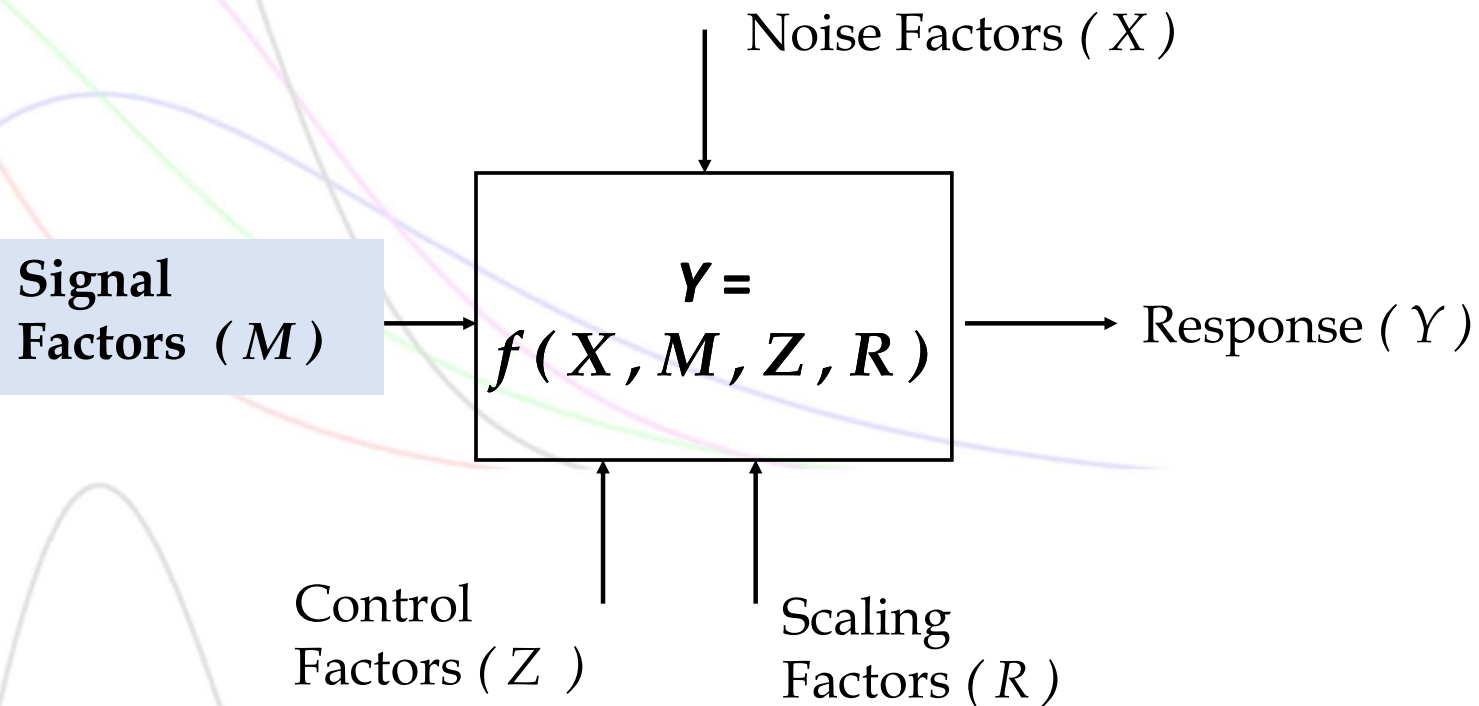 Noise Factors ( X )
Signal
Factors ( M )
Y =
f ( X , M , Z , R )
Response ( Y )
Control
Factors ( Z )
Scaling
Factors ( R )